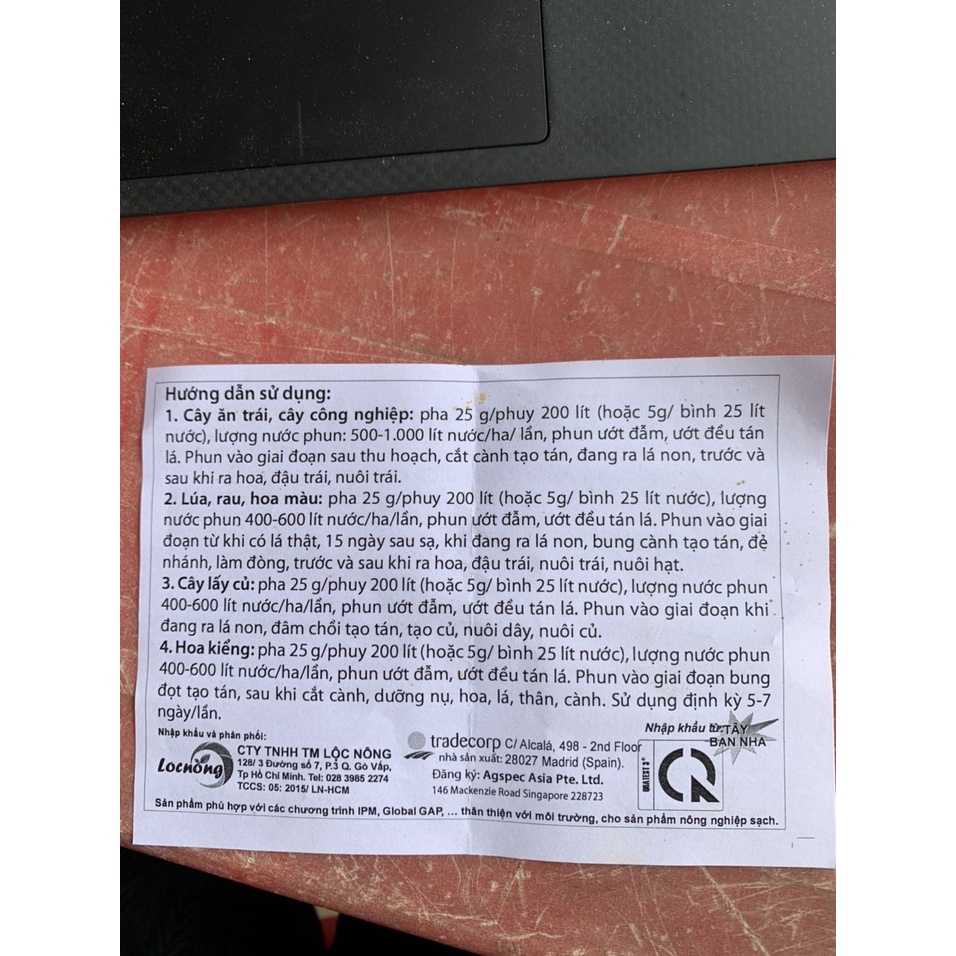 Hướng dẫn sử dụng:
1. Cây ăn trái, cây công nghiệp: pha 25 g/phuy 200 lít (hoặc 5g/ bình 25 lít
nước), lượng nước phun: 500-1.000 lít nước/ha/ lần, phun ướt đẫm, ướt đều tán
lá. Phun vào giai đoạn sau thu hoạch, cắt cành tạo tán, đang ra lá non, trước và
sau khi ra hoa, đậu trái, nuôi trái.
2. Lúa, rau, hoa màu: pha 25 g/phuy 200 lít (hoặc 5g/ bình 25 lít nước), lượng
nước phun 400-600 lít nước/ha/lần, phun ướt đẫm, ướt đều tán lá. Phun vào giai
đoạn từ khi có lá thật, 15 ngày sau sạ, khi đang ra lá non, bung cành tạo tán, đẻ
nhánh, làm đòng, trước và sau khi ra hoa, đậu trái, nuôi trái, nuôi hạt.
3. Cây lấy củ: pha 25 g/phuy 200 lít (hoặc 5g/ bình 25 lít nước), lượng nước phun
400-600 lít nước/ha/lần, phun ướt đẫm, ướt đều tán lá. Phun vào giai đoạn khi
đang ra lá non, đâm chồi tạo tán, tạo củ, nuôi dây, nuôi củ.
4. Hoa kiểng: pha 25 g/phuy 200 lít (hoặc 5g/ bình 25 lít nước), lượng nước phun
400-600 lít nước/ha/lần, phun ướt đẫm, ướt đều tán lá. Phun vào giai đoạn bung
đọt tạo tán, sau khi cắt cành, dưỡng nụ, hoa, lá, thân, cành. Sử dụng định kỳ 5-7
ngày/lần.
Nhập khẩu và phân phối:
Locnong
CTY TNHH TM LỘC NÔNG
128/ 3 Đường số 7, P.3 Q. Gò Vấp,
Tp Hồ Chí Minh. Tel: 028 3985 2274
TCCS: 05: 2015/ LN-HCM
tradecorp C/ Alcalá, 498 - 2nd Floor
nhà sản xuất: 28027 Madrid (Spain).
Đăng ký: Agspec Asia Pte. Ltd.
146 Mackenzie Road Singapore 228723
Nhập khẩu từ: TÂY
BAN NHA
QUATEST 3
Sản phẩm phù hợp với các chương trình IPM, Global GAP, ... thân thiện với môi trường, cho sản phẩm nông nghiệp sạch.